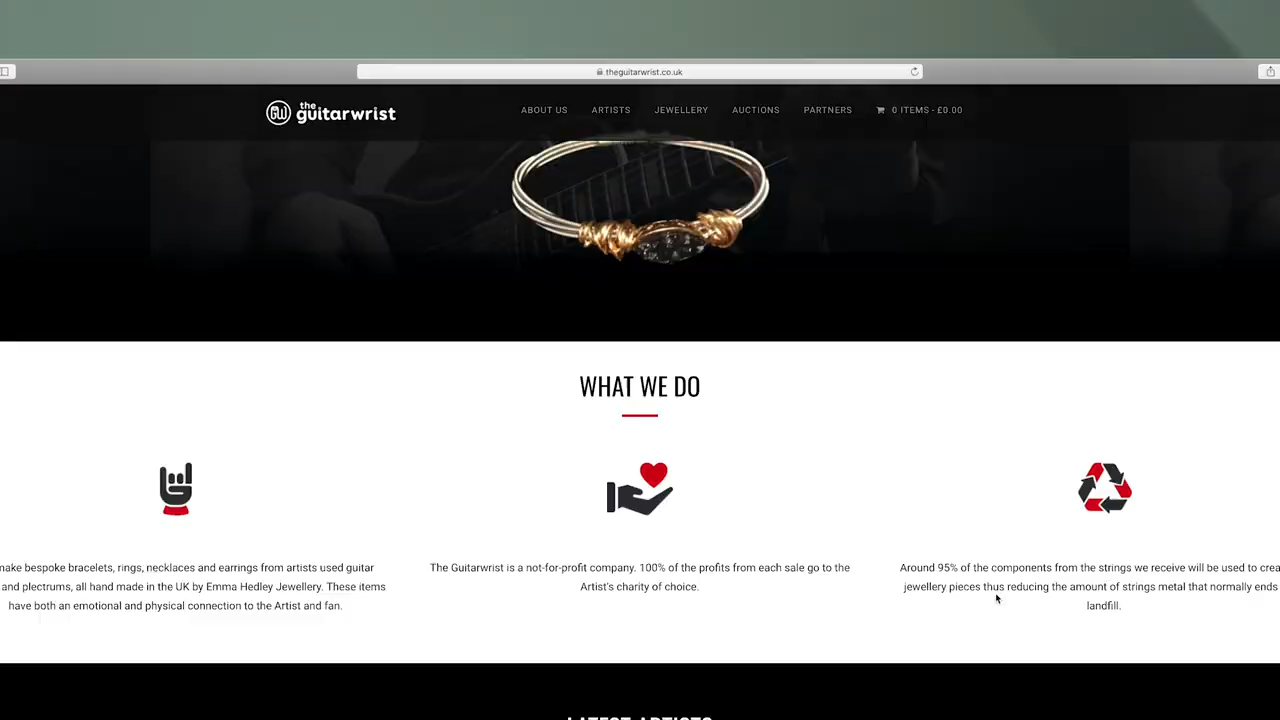 theguitarwrist.co.uk
the
guitarwrist
GW
ABOUT US
ARTISTS
JEWELLERY
AUCTIONS
PARTNERS
0 ITEMS - £0.00
WHAT WE DO
make bespoke bracelets, rings, necklaces and earrings from artists used guitar
and plectrums, all hand made in the UK by Emma Hedley Jewellery. These items
have both an emotional and physical connection to the Artist and fan.
The Guitarwrist is a not-for-profit company. 100% of the profits from each sale go to the
Artist's charity of choice.
Around 95% of the components from the strings we receive will be used to crea
jewellery pieces thus reducing the amount of strings metal that normally ends
landfill.
LATEST ARTISTS